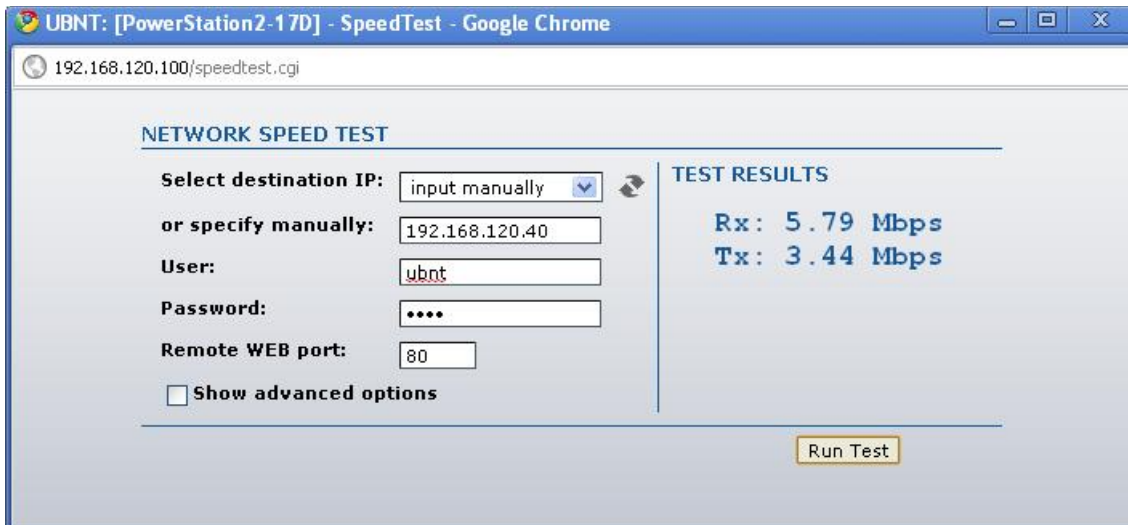 UBNT: [PowerStation2-17D] - SpeedTest - Google Chrome
192.168.120.100/speedtest.cgi
NETWORK SPEED TEST
Select destination IP: input manually
or specify manually: 192.168.120.40
User: ubnt
Password: ••••
Remote WEB port: 80
Show advanced options
TEST RESULTS
Rx: 5.79 Mbps
Tx: 3.44 Mbps
Run Test